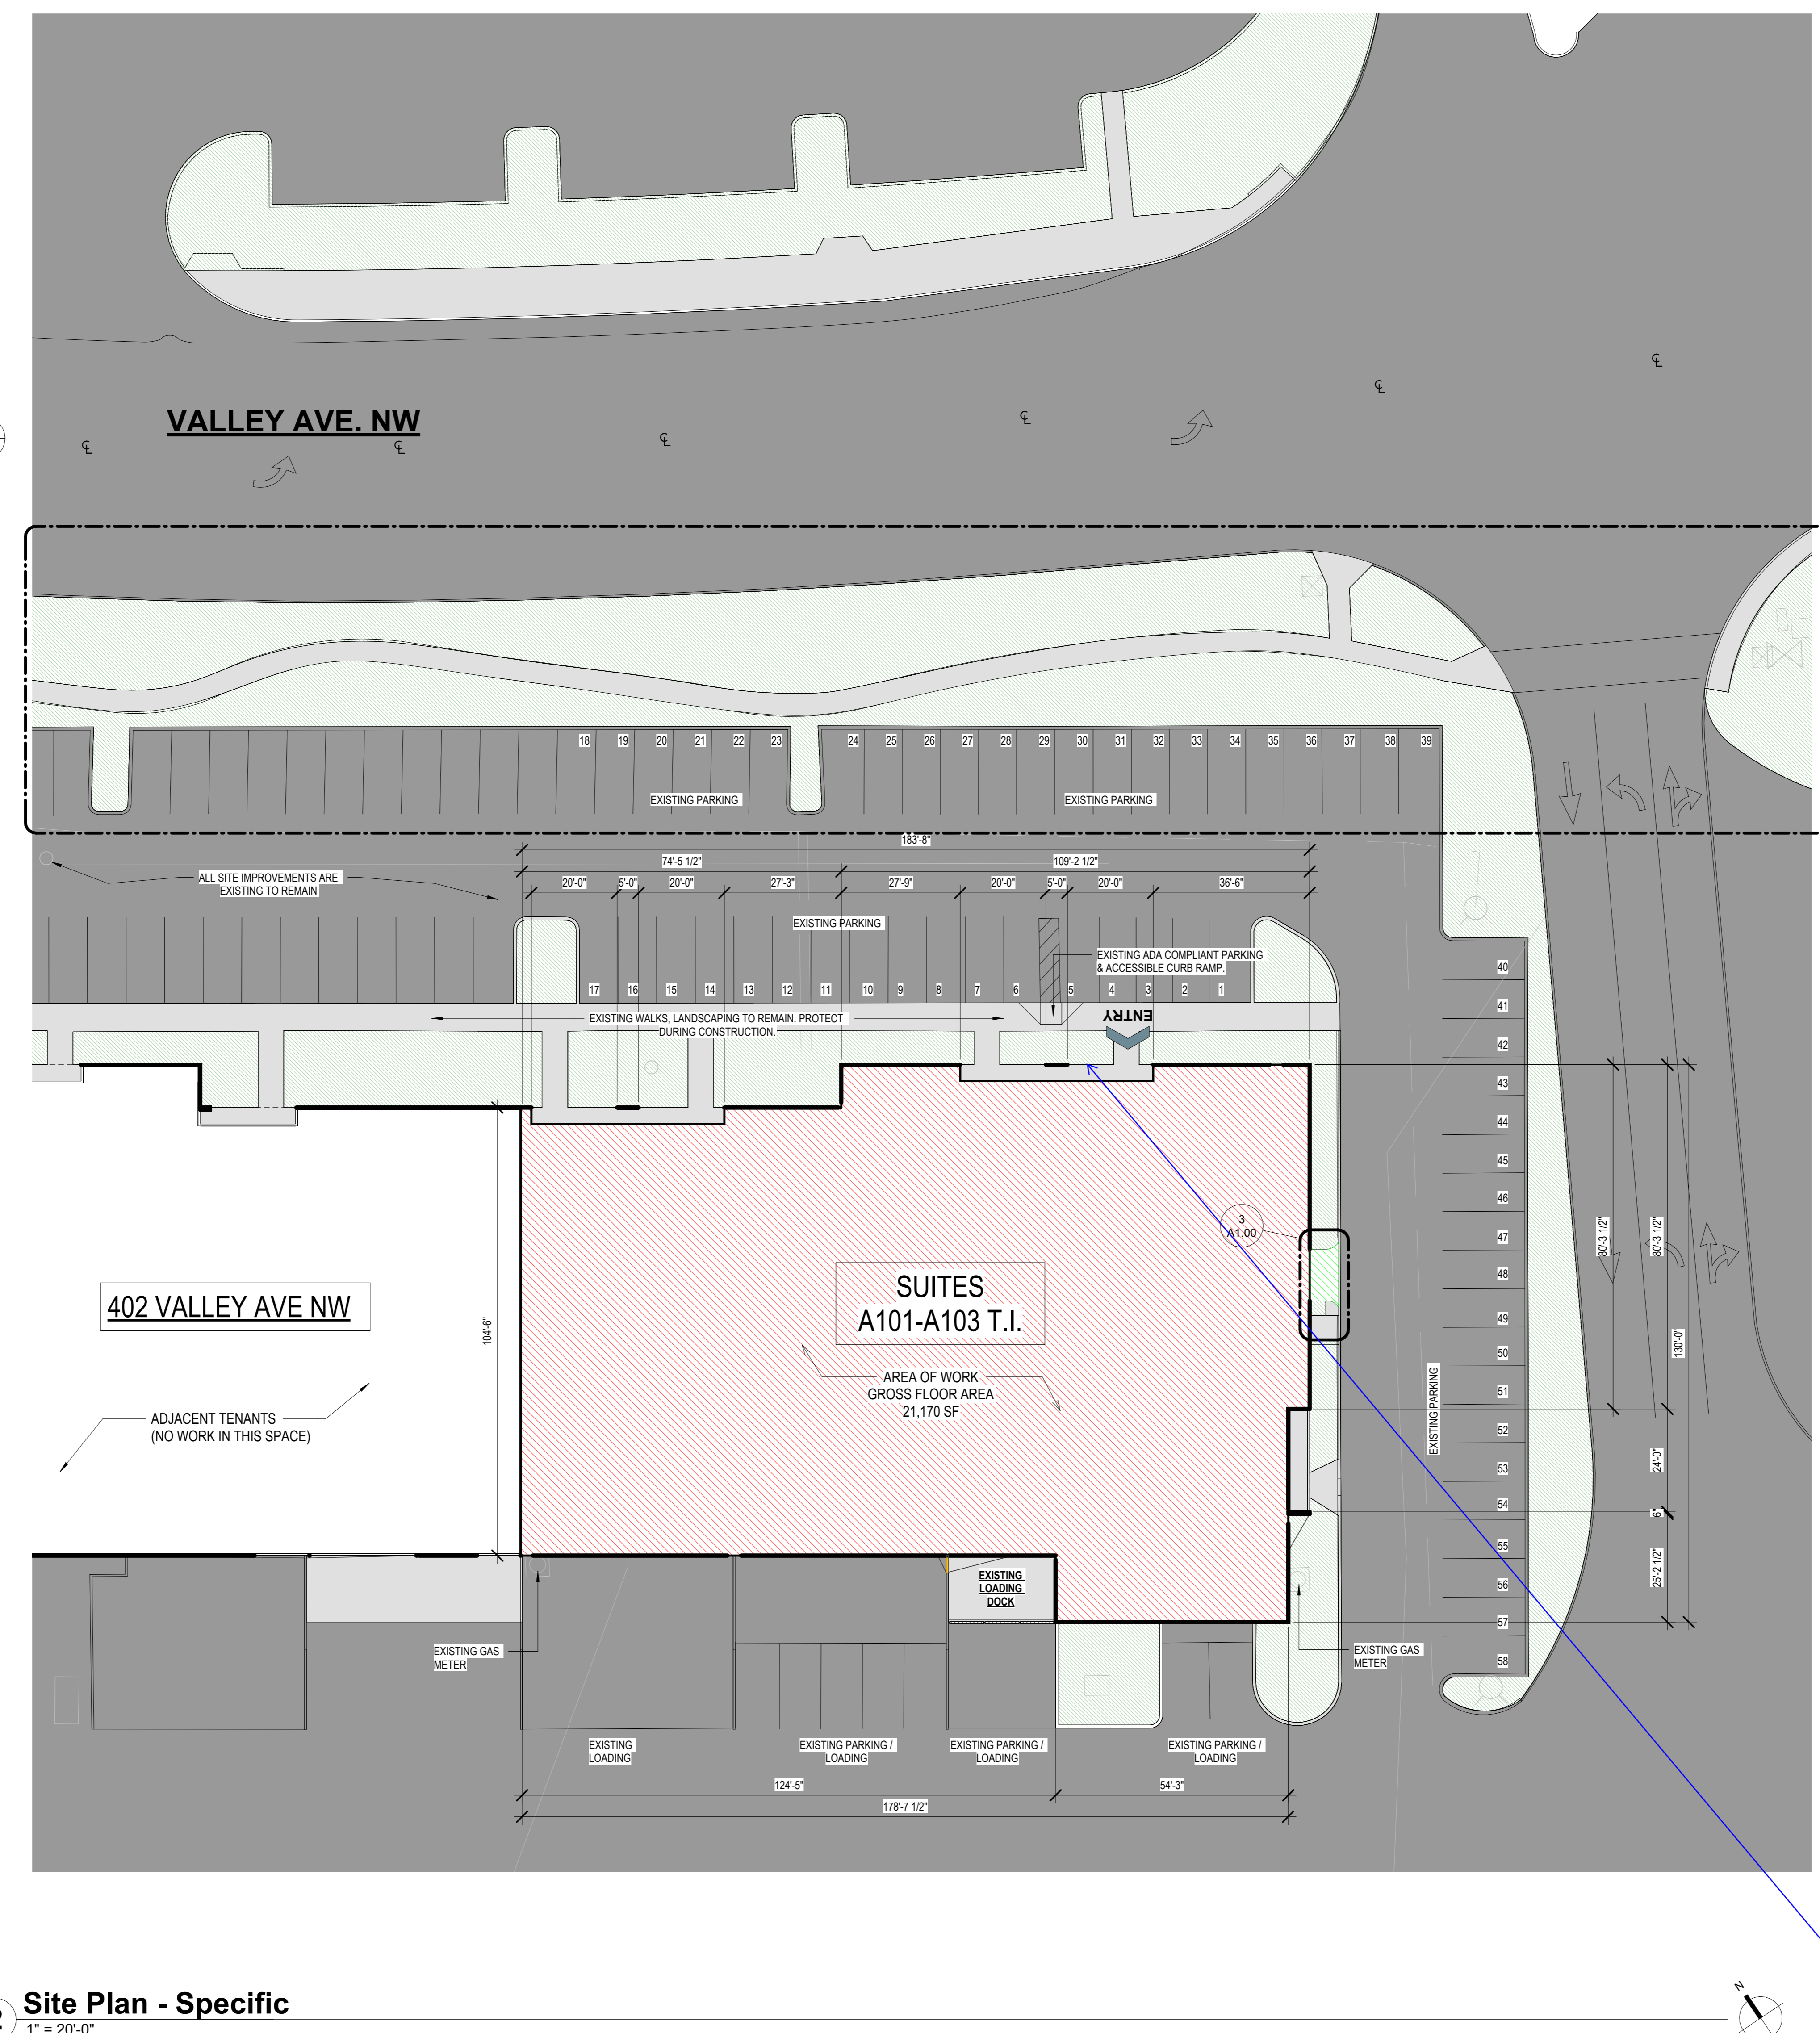 ℄
℄
VALLEY AVE. NW
℄
℄
℄
℄
18 19 20 21 22 23 24 25 26 27 28 29 30 31 32 33 34 35 36 37 38 39
EXISTING PARKING
EXISTING PARKING
183'-8"
74'-5 1/2"
109'-2 1/2"
ALL SITE IMPROVEMENTS ARE
EXISTING TO REMAIN
20'-0" 5'-0" 20'-0" 27'-3" 27'-9" 20'-0" 5'-0" 20'-0" 36'-6"
EXISTING PARKING
EXISTING ADA COMPLIANT PARKING
& ACCESSIBLE CURB RAMP.
17 16 15 14 13 12 11 10 9 8 7 6 5 4 3 2 1
EXISTING WALKS, LANDSCAPING TO REMAIN. PROTECT
DURING CONSTRUCTION.
ENTRY
40
41
42
43
44
45
46
47
48
49
50
51
52
53
54
55
56
57
58
EXISTING PARKING
80'-3 1/2"
80'-3 1/2"
130'-0"
24'-0"
6"
25'-2 1/2"
3
A1.00
402 VALLEY AVE NW
104'-6"
SUITES
A101-A103 T.I.
AREA OF WORK
GROSS FLOOR AREA
21,170 SF
ADJACENT TENANTS
(NO WORK IN THIS SPACE)
EXISTING
LOADING
DOCK
EXISTING GAS
METER
EXISTING GAS
METER
EXISTING
LOADING
EXISTING PARKING /
LOADING
EXISTING PARKING /
LOADING
EXISTING PARKING /
LOADING
124'-5"
54'-3"
178'-7 1/2"
Site Plan - Specific
1" = 20'-0"
N